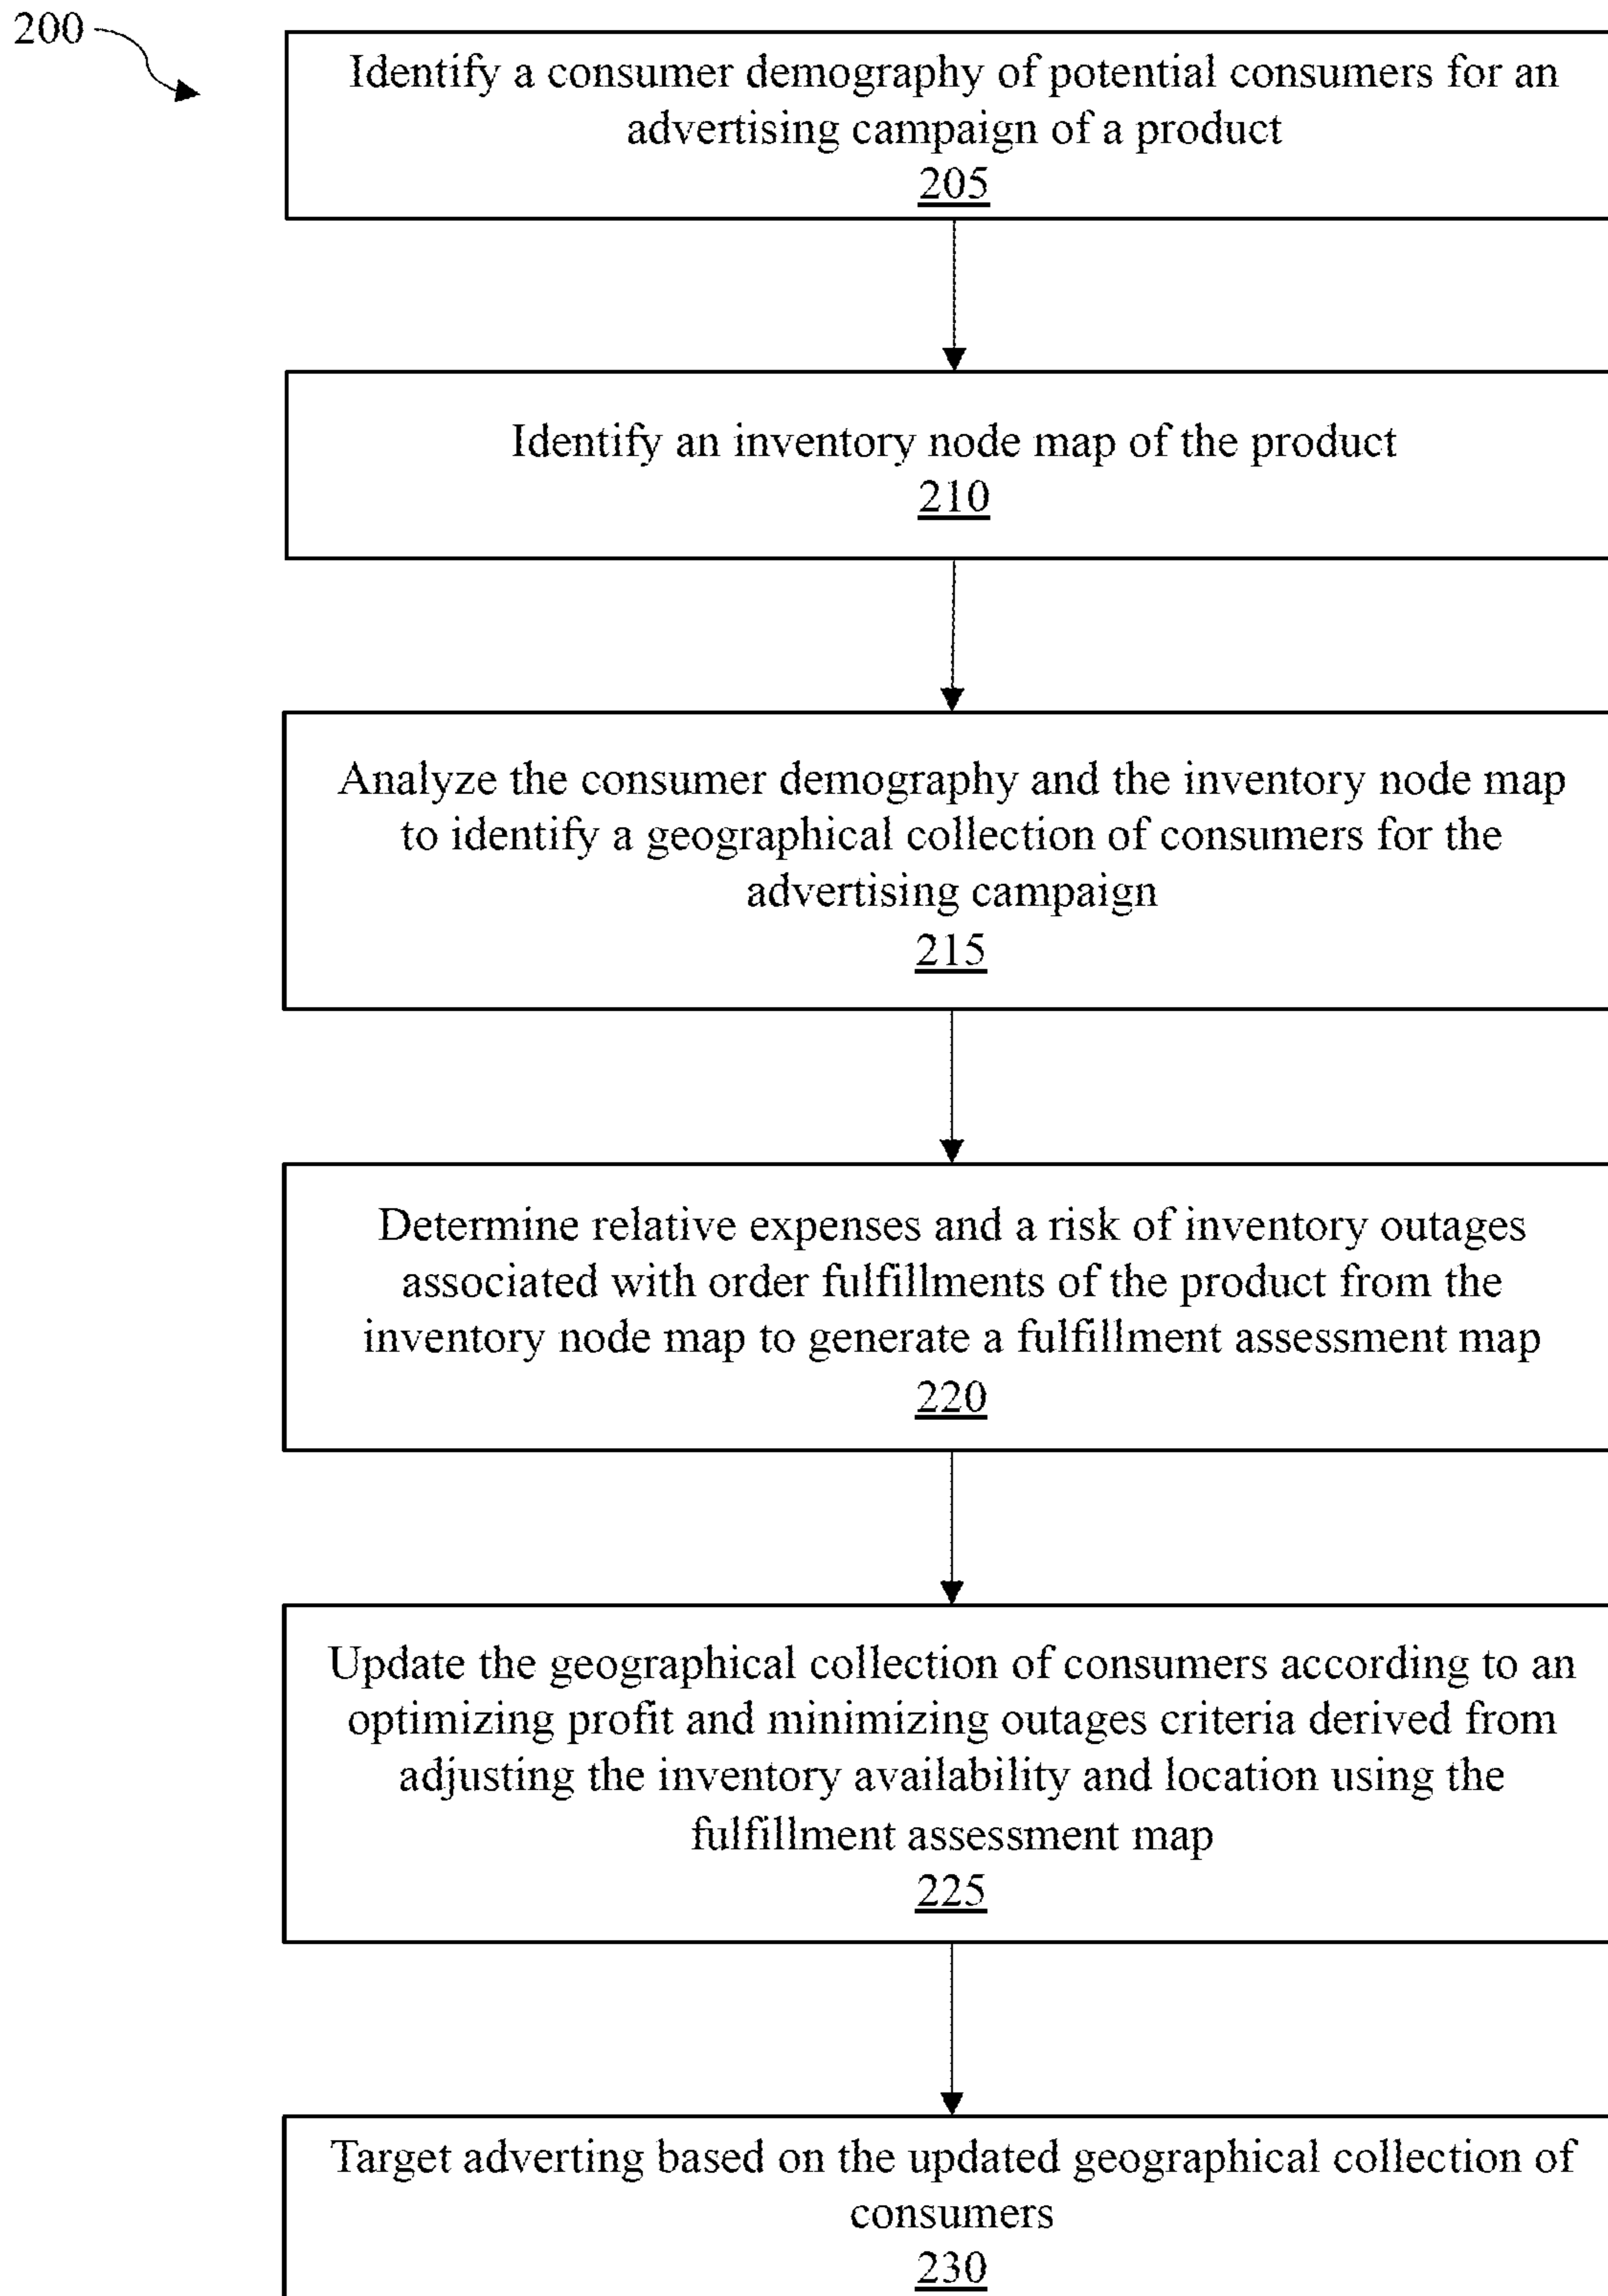 200
Identify a consumer demography of potential consumers for an
advertising campaign of a product
205
Identify an inventory node map of the product
210
Analyze the consumer demography and the inventory node map
to identify a geographical collection of consumers for the
advertising campaign
215
Determine relative expenses and a risk of inventory outages
associated with order fulfillments of the product from the
inventory node map to generate a fulfillment assessment map
220
Update the geographical collection of consumers according to an
optimizing profit and minimizing outages criteria derived from
adjusting the inventory availability and location using the
fulfillment assessment map
225
Target adverting based on the updated geographical collection of
consumers
230